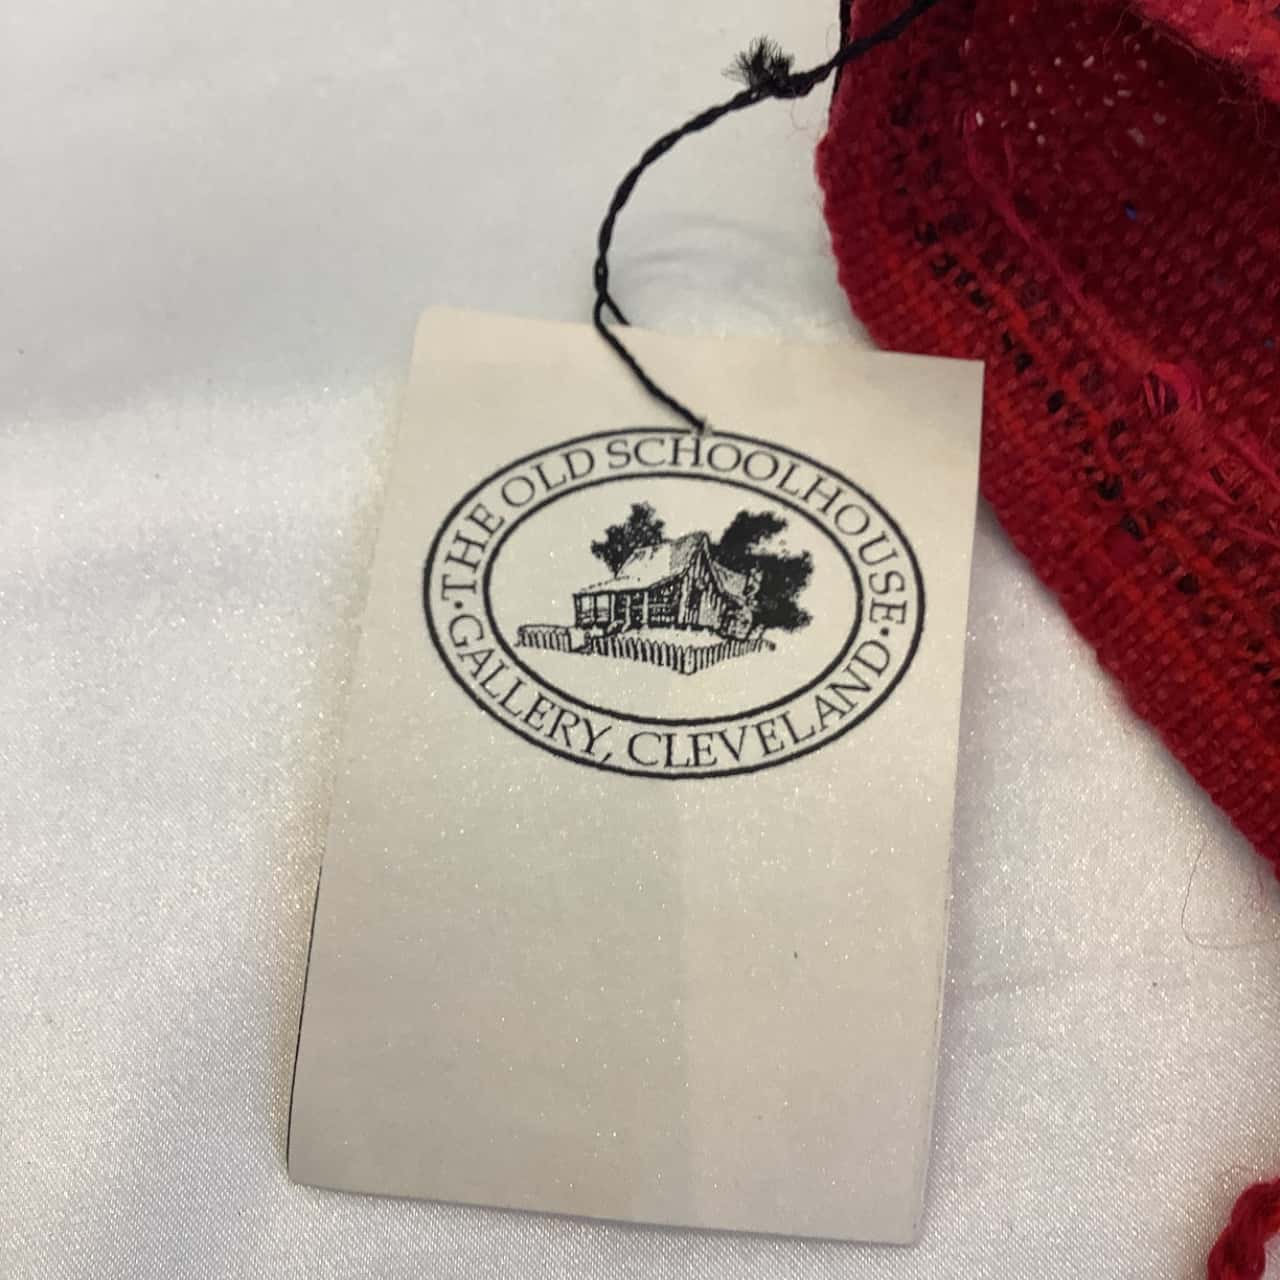 ·THE OLD SCHOOLHOUSE·
GALLERY, CLEVELAND